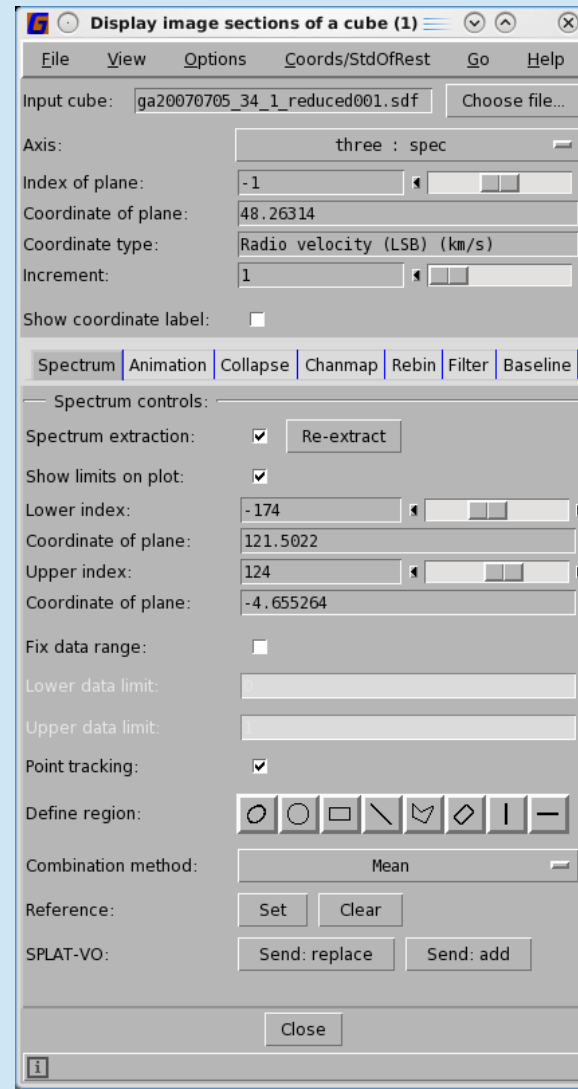 Display image sections of a cube (1)
File View Options Coords/StdOfRest Go Help
Input cube: ga20070705_34_1_reduced001.sdf Choose file...
Axis: three : spec
Index of plane: -1
Coordinate of plane: 48.26314
Coordinate type: Radio velocity (LSB) (km/s)
Increment: 1
Show coordinate label:
Spectrum Animation Collapse Chanmap Rebin Filter Baseline
Spectrum controls:
Spectrum extraction: Re-extract
Show limits on plot:
Lower index: -174
Coordinate of plane: 121.5022
Upper index: 124
Coordinate of plane: -4.655264
Fix data range:
Lower data limit: 0
Upper data limit: 1
Point tracking:
Define region:
Combination method: Mean
Reference: Set Clear
SPLAT-VO: Send: replace Send: add
Close